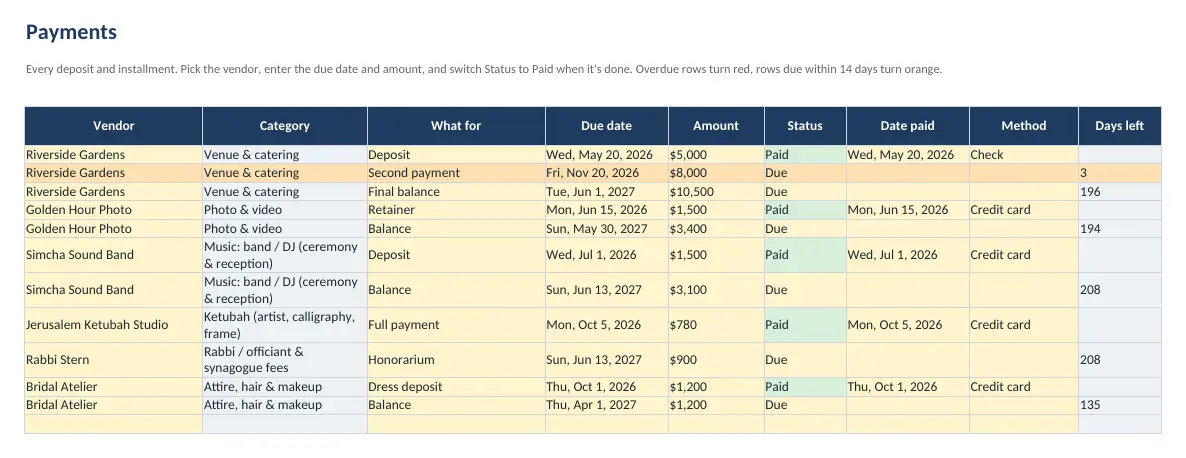 Payments
Every deposit and installment. Pick the vendor, enter the due date and amount, and switch Status to Paid when it's done. Overdue rows turn red, rows due within 14 days turn orange.
Vendor Category What for Due date Amount Status Date paid Method Days left
Riverside Gardens Venue & catering Deposit Wed, May 20, 2026 $5,000 Paid Wed, May 20, 2026 Check
Riverside Gardens Venue & catering Second payment Fri, Nov 20, 2026 $8,000 Due 3
Riverside Gardens Venue & catering Final balance Tue, Jun 1, 2027 $10,500 Due 196
Golden Hour Photo Photo & video Retainer Mon, Jun 15, 2026 $1,500 Paid Mon, Jun 15, 2026 Credit card
Golden Hour Photo Photo & video Balance Sun, May 30, 2027 $3,400 Due 194
Simcha Sound Band Music: band / DJ (ceremony
& reception) Deposit Wed, Jul 1, 2026 $1,500 Paid Wed, Jul 1, 2026 Credit card
Simcha Sound Band Music: band / DJ (ceremony
& reception) Balance Sun, Jun 13, 2027 $3,100 Due 208
Jerusalem Ketubah Studio Ketubah (artist, calligraphy,
frame) Full payment Mon, Oct 5, 2026 $780 Paid Mon, Oct 5, 2026 Credit card
Rabbi Stern Rabbi / officiant &
synagogue fees Honorarium Sun, Jun 13, 2027 $900 Due 208
Bridal Atelier Attire, hair & makeup Dress deposit Thu, Oct 1, 2026 $1,200 Paid Thu, Oct 1, 2026 Credit card
Bridal Atelier Attire, hair & makeup Balance Thu, Apr 1, 2027 $1,200 Due 135